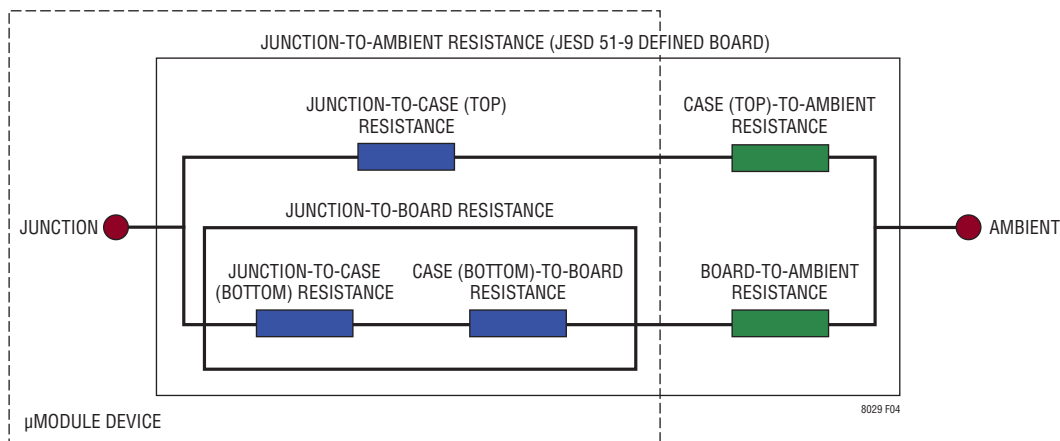 JUNCTION-TO-AMBIENT RESISTANCE (JESD 51-9 DEFINED BOARD)
JUNCTION-TO-CASE (TOP)
RESISTANCE
CASE (TOP)-TO-AMBIENT
RESISTANCE
JUNCTION-TO-BOARD RESISTANCE
JUNCTION
AMBIENT
JUNCTION-TO-CASE
(BOTTOM) RESISTANCE
CASE (BOTTOM)-TO-BOARD
RESISTANCE
BOARD-TO-AMBIENT
RESISTANCE
8029 F04
µMODULE DEVICE